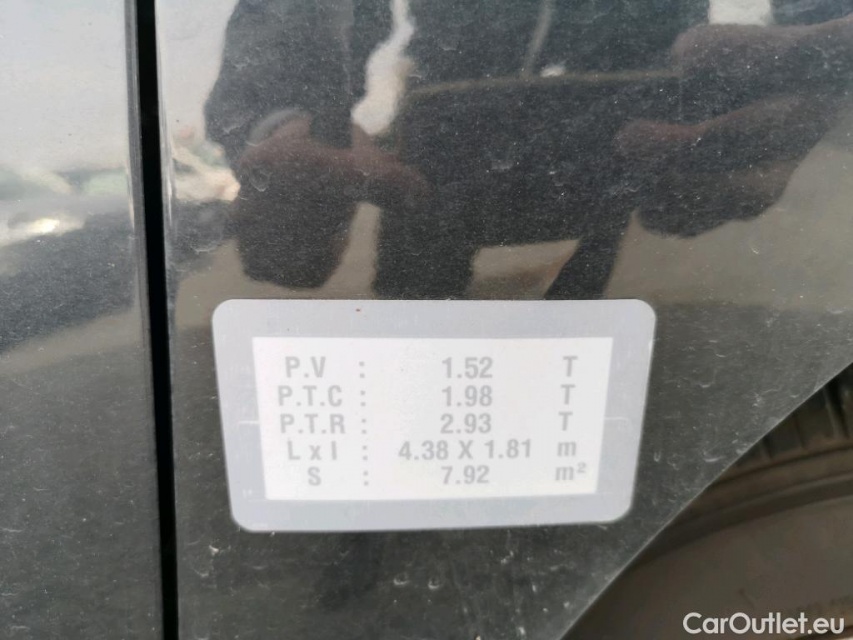 P.V : 1.52 T
P.T.C : 1.98 T
P.T.R : 2.93 T
L x l : 4.38 X 1.81 m
S : 7.92 m²
CarOutlet.eu